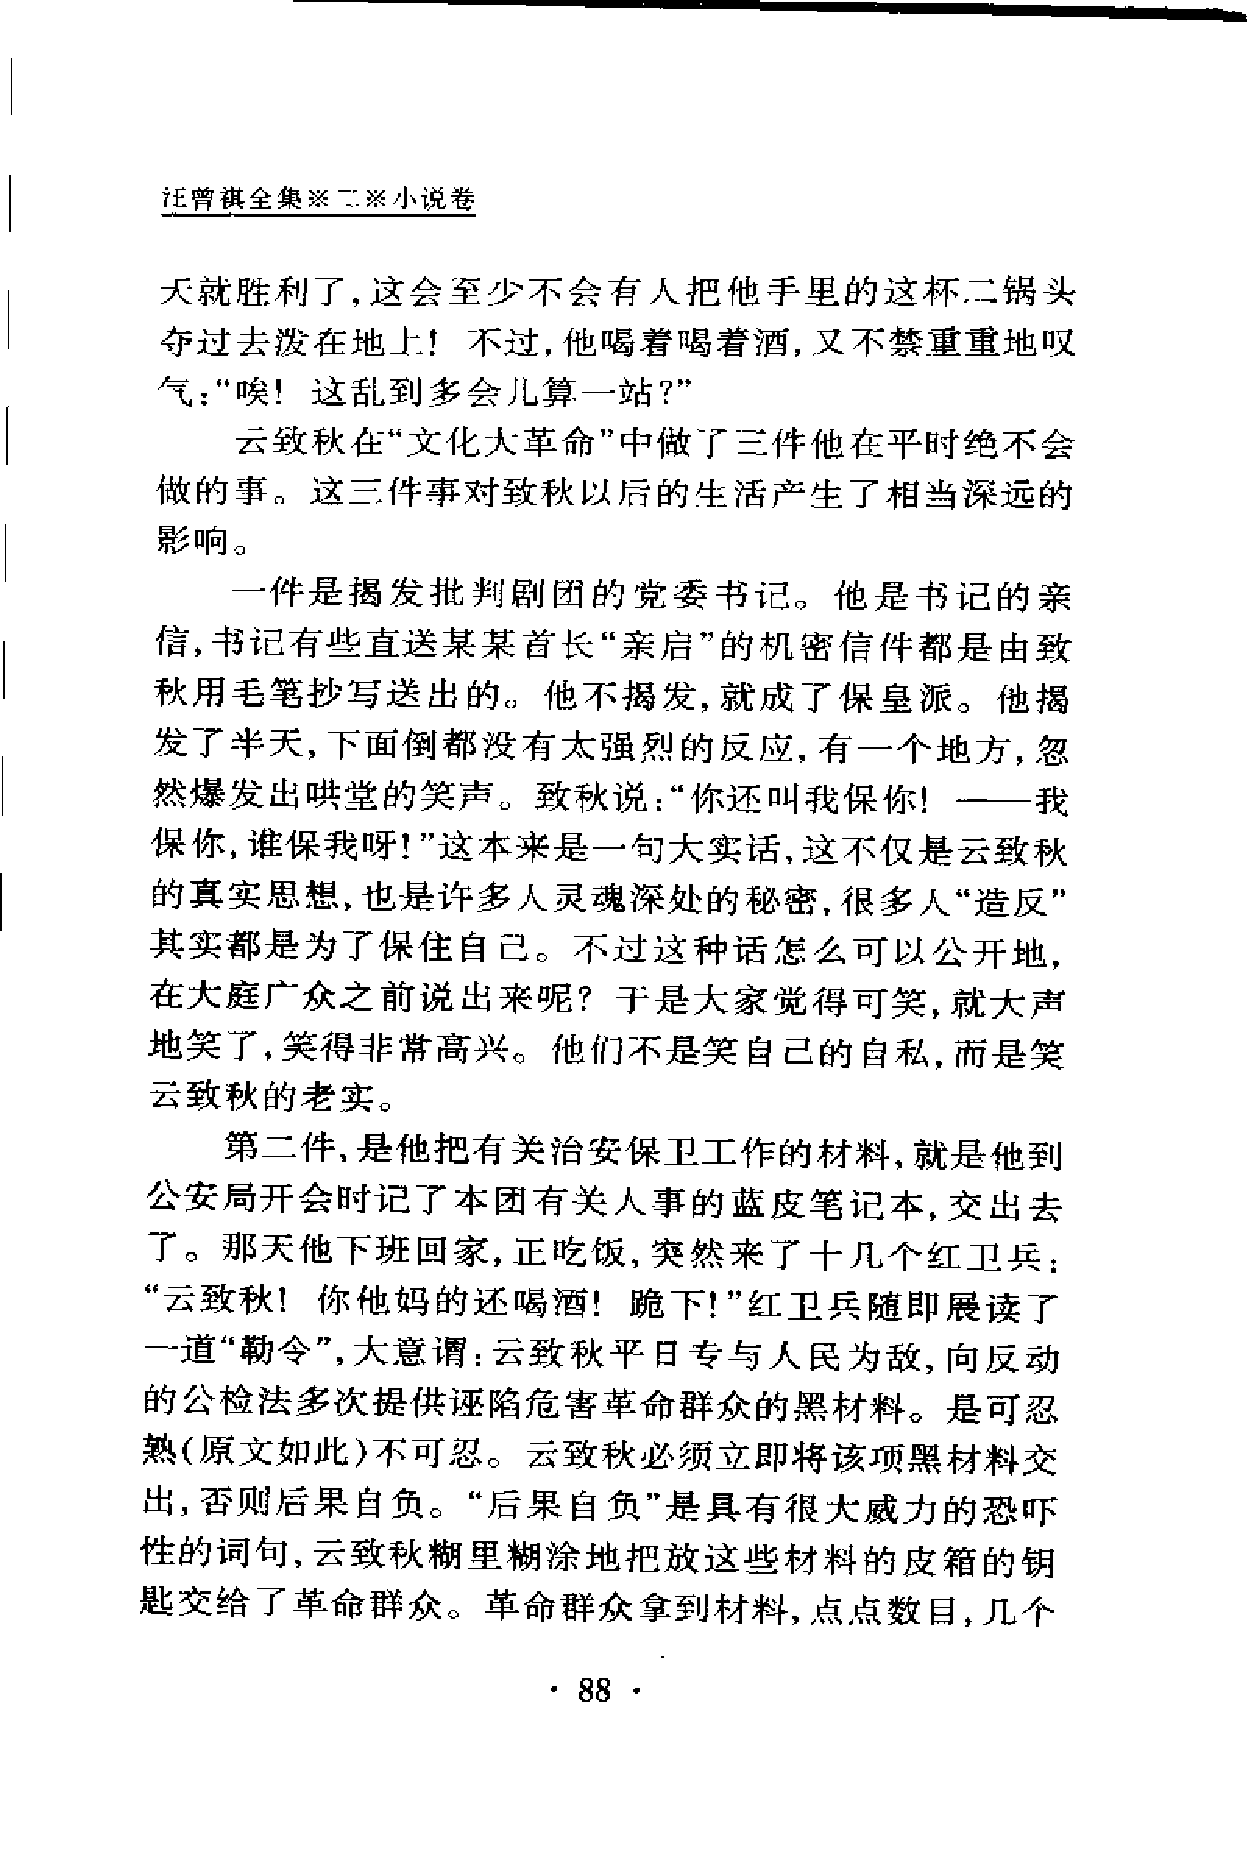 汪曾祺全集※二※小说卷
天就胜利了,这会至少不会有人把他手里的这杯二锅头
夺过去泼在地上! 不过,他喝着喝着酒,又不禁重重地叹
气:“唉! 这乱到多会儿算一站?”
云致秋在“文化大革命”中做了三件他在平时绝不会
做的事。这三件事对致秋以后的生活产生了相当深远的
影响。
一件是揭发批判剧团的党委书记。他是书记的亲
信,书记有些直送某某首长“亲启”的机密信件都是由致
秋用毛笔抄写送出的。他不揭发,就成了保皇派。他揭
发了半天,下面倒都没有太强烈的反应,有一个地方,忽
然爆发出哄堂的笑声。致秋说:“你还叫我保你! ——我
保你,谁保我呀!”这本来是一句大实话,这不仅是云致秋
的真实思想,也是许多人灵魂深处的秘密,很多人“造反”
其实都是为了保住自己。不过这种话怎么可以公开地,
在大庭广众之前说出来呢? 于是大家觉得可笑,就大声
地笑了,笑得非常高兴。他们不是笑自己的自私,而是笑
云致秋的老实。
第二件,是他把有关治安保卫工作的材料,就是他到
公安局开会时记了本团有关人事的蓝皮笔记本,交出去
了。那天他下班回家,正吃饭,突然来了十几个红卫兵:
“云致秋! 你他妈的还喝酒! 跪下!”红卫兵随即展读了
一道“勒令”,大意谓:云致秋平日专与人民为敌,向反动
的公检法多次提供诬陷危害革命群众的黑材料。是可忍
熟(原文如此)不可忍。云致秋必须立即将该项黑材料交
出,否则后果自负。“后果自负”是具有很大威力的恐吓
性的词句,云致秋糊里糊涂地把放这些材料的皮箱的钥
匙交给了革命群众。革命群众拿到材料,点点数目,几个
· 88 ·